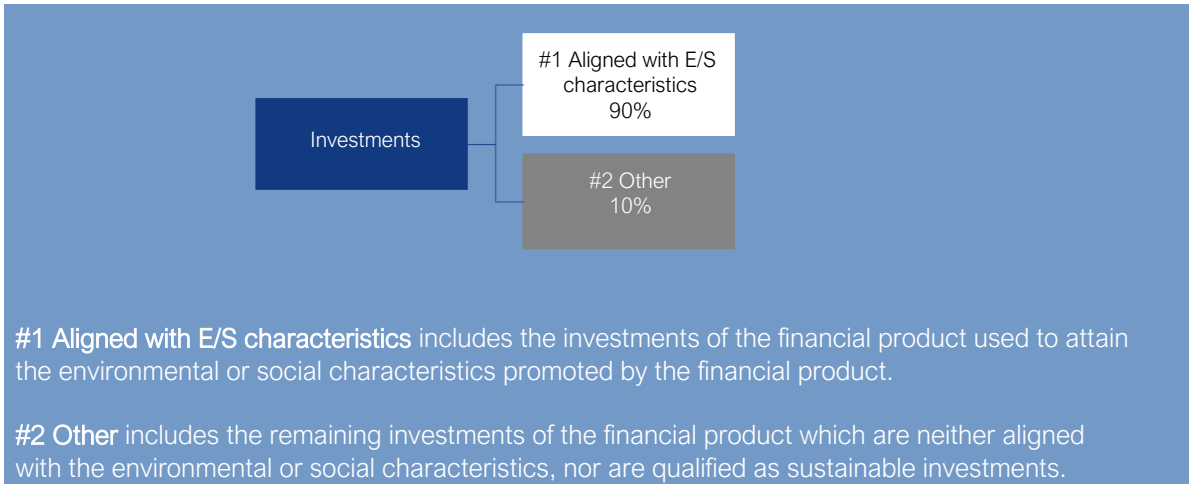 #1 Aligned with E/S
characteristics
90%
Investments
#2 Other
10%
#1 Aligned with E/S characteristics includes the investments of the financial product used to attain
the environmental or social characteristics promoted by the financial product.
#2 Other includes the remaining investments of the financial product which are neither aligned
with the environmental or social characteristics, nor are qualified as sustainable investments.